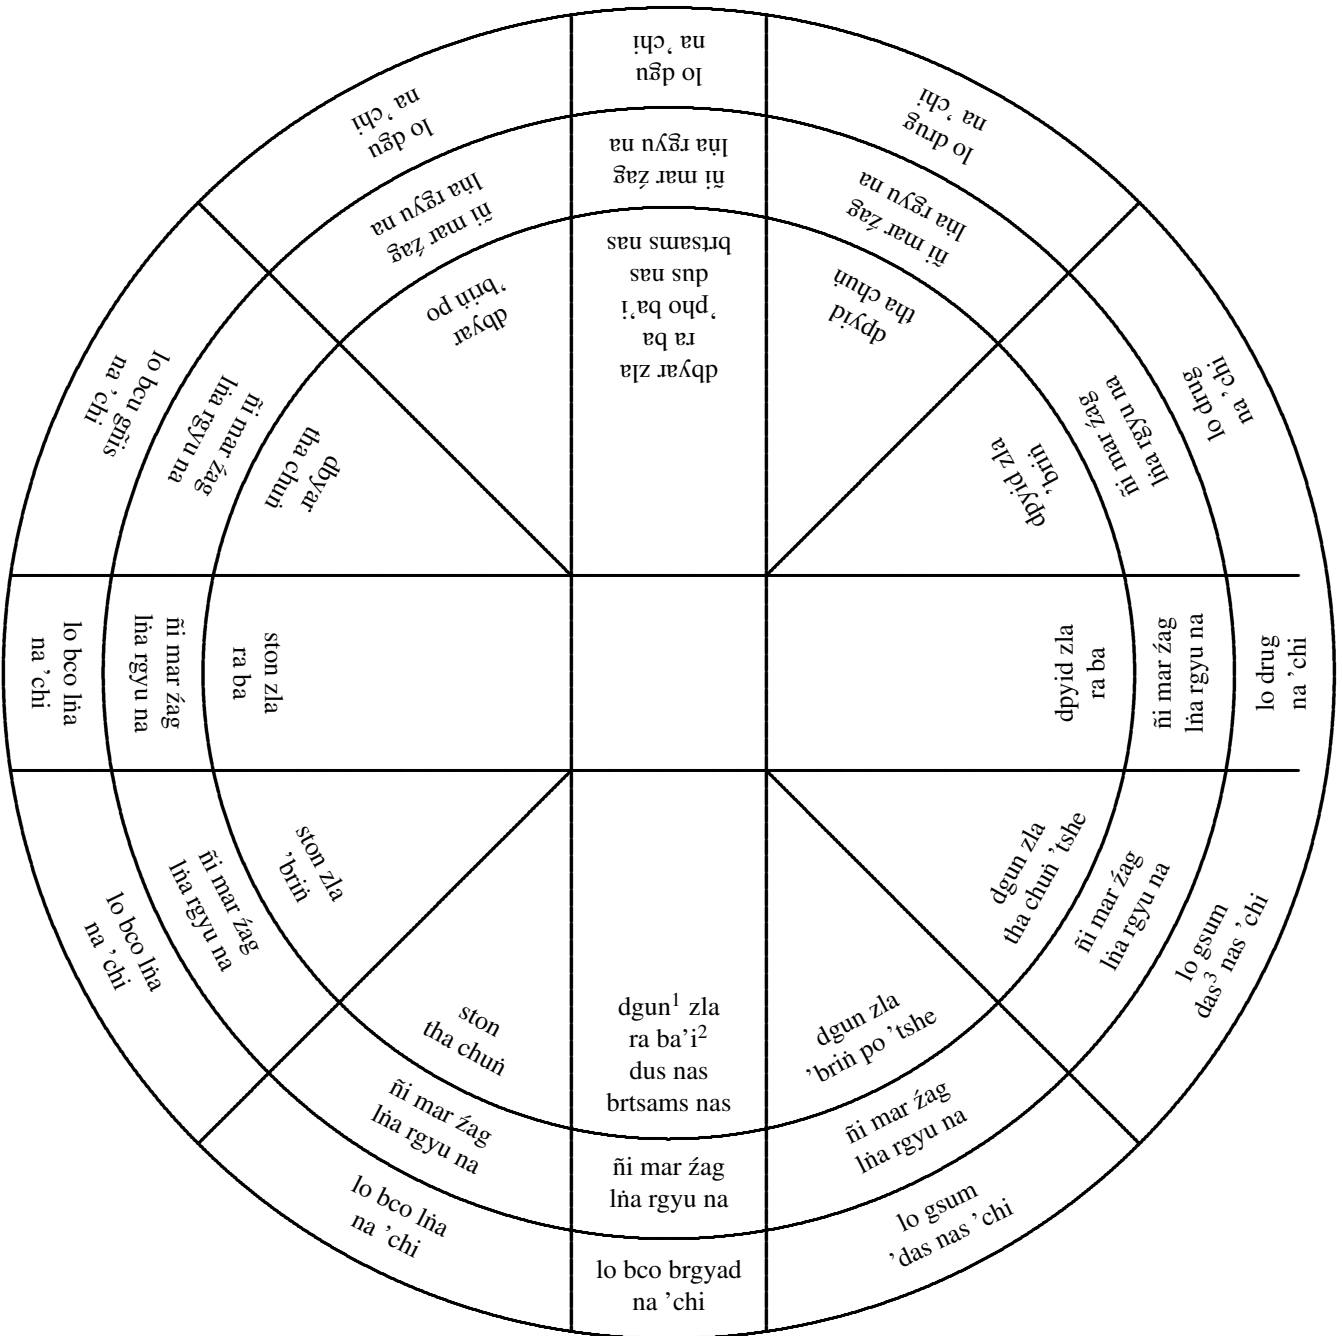 dbyar zla
ra ba
’pho ba’i
dus nas
brtsams nas
ñi mar źag
lṅa rgyu na
lo dgu
na ’chi
dpyid
tha chuṅ
ñi mar źag
lṅa rgyu na
lo drug
na ’chi
dpyid zla
’briṅ
ñi mar źag
lṅa rgyu na
lo drug
na ’chi
dpyid zla
ra ba
ñi mar źag
lṅa rgyu na
lo drug
na ’chi
dgun zla
tha chuṅ ’tshe
ñi mar źag
lṅa rgyu na
lo gsum
das³ nas ’chi
dgun zla
’briṅ po ’tshe
ñi mar źag
lṅa rgyu na
lo gsum
’das nas ’chi
dgun¹ zla
ra ba’i²
dus nas
brtsams nas
ñi mar źag
lṅa rgyu na
lo bco brgyad
na ’chi
ston
tha chuṅ
ñi mar źag
lṅa rgyu na
lo bco lṅa
na ’chi
ston zla
’briṅ
ñi mar źag
lṅa rgyu na
lo bco lṅa
na ’chi
ston zla
ra ba
ñi mar źag
lṅa rgyu na
lo bco lṅa
na ’chi
dbyar
tha chuṅ
ñi mar źag
lṅa rgyu na
lo bcu gñis
na ’chi
dbyar
’briṅ po
ñi mar źag
lṅa rgyu na
lo dgu
na ’chi